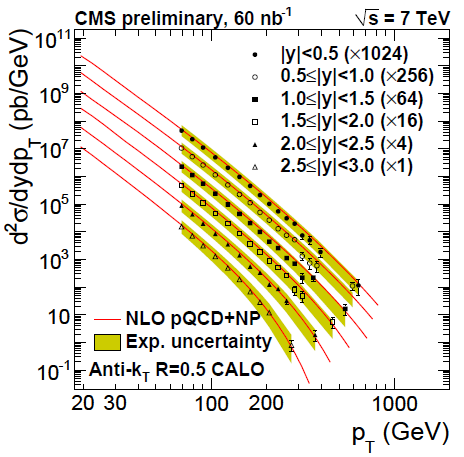 CMS preliminary, 60 nb⁻¹ √s = 7 TeV
d²σ/dydp_T (pb/GeV)
10¹¹
10⁹
10⁷
10⁵
10³
10
10⁻¹
|y|<0.5 (×1024)
0.5≤|y|<1.0 (×256)
1.0≤|y|<1.5 (×64)
1.5≤|y|<2.0 (×16)
2.0≤|y|<2.5 (×4)
2.5≤|y|<3.0 (×1)
NLO pQCD+NP
Exp. uncertainty
Anti-k_T R=0.5 CALO
20 30 100 200 1000
p_T (GeV)